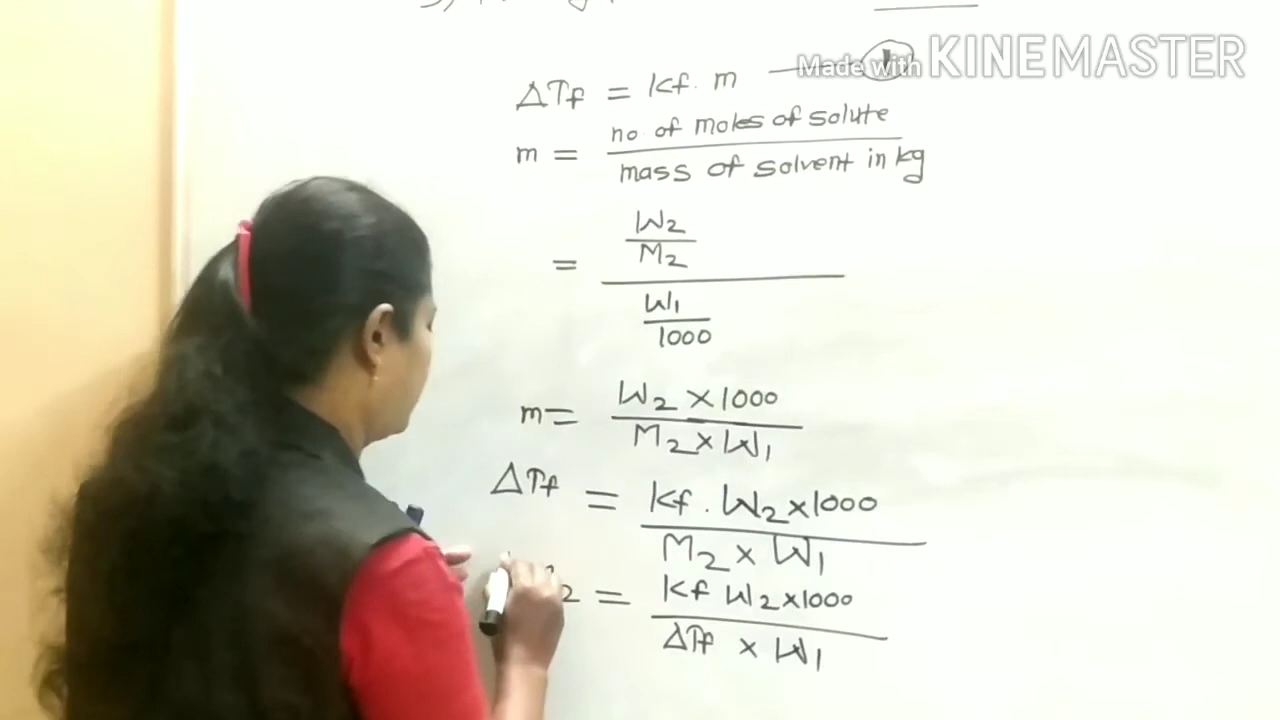 Made with KINEMASTER
ΔTf = Kf. m — 1
m = no. of moles of solute
mass of solvent in kg
= W2
M2
W1
1000
m = W2 × 1000
M2 × W1
ΔTf = Kf . W2 × 1000
M2 × W1
2 = Kf W2 × 1000
ΔTf × W1